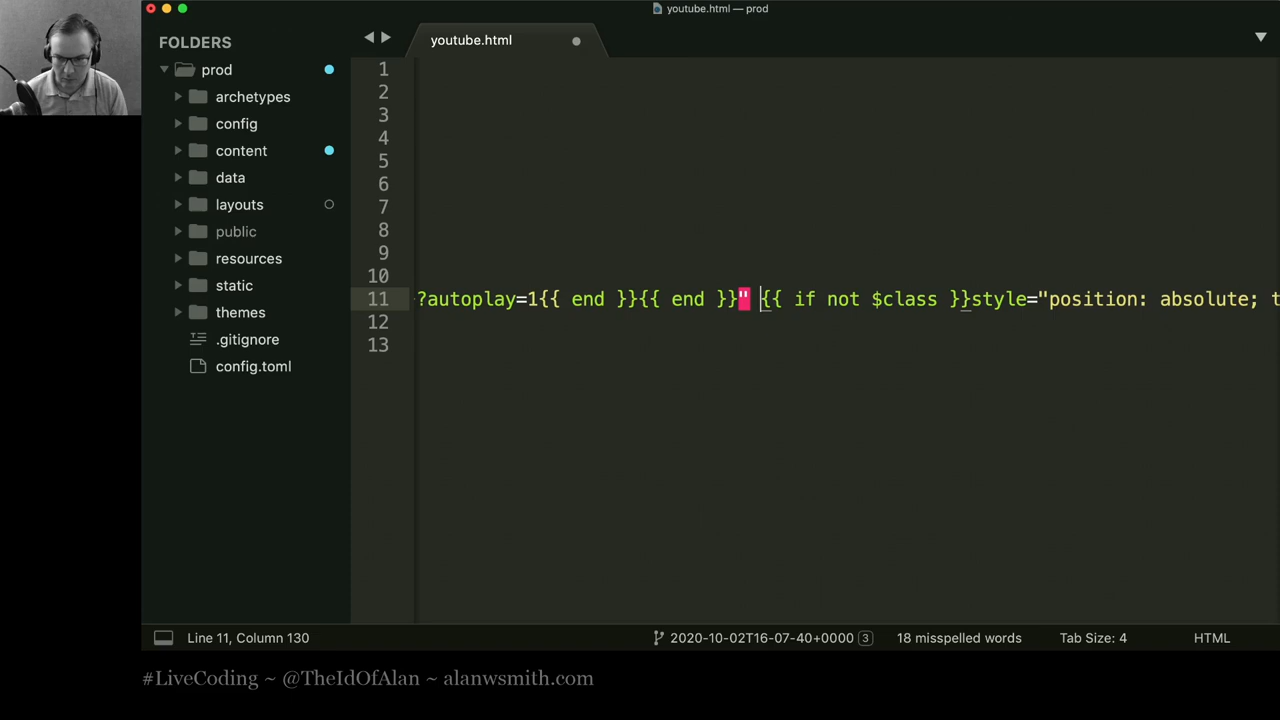 youtube.html — prod
FOLDERS
prod
archetypes
config
content
data
layouts
public
resources
static
themes
.gitignore
config.toml
youtube.html
1
2
3
4
5
6
7
8
9
10
11 ?autoplay=1{{ end }}{{ end }}" {{ if not $class }}style="position: absolute; t
12
13
Line 11, Column 130
2020-10-02T16-07-40+0000 3
18 misspelled words
Tab Size: 4
HTML
#LiveCoding ~ @TheIdOfAlan ~ alanwsmith.com